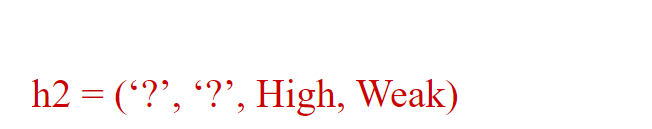 h2 = (‘?’, ‘?’, High, Weak)